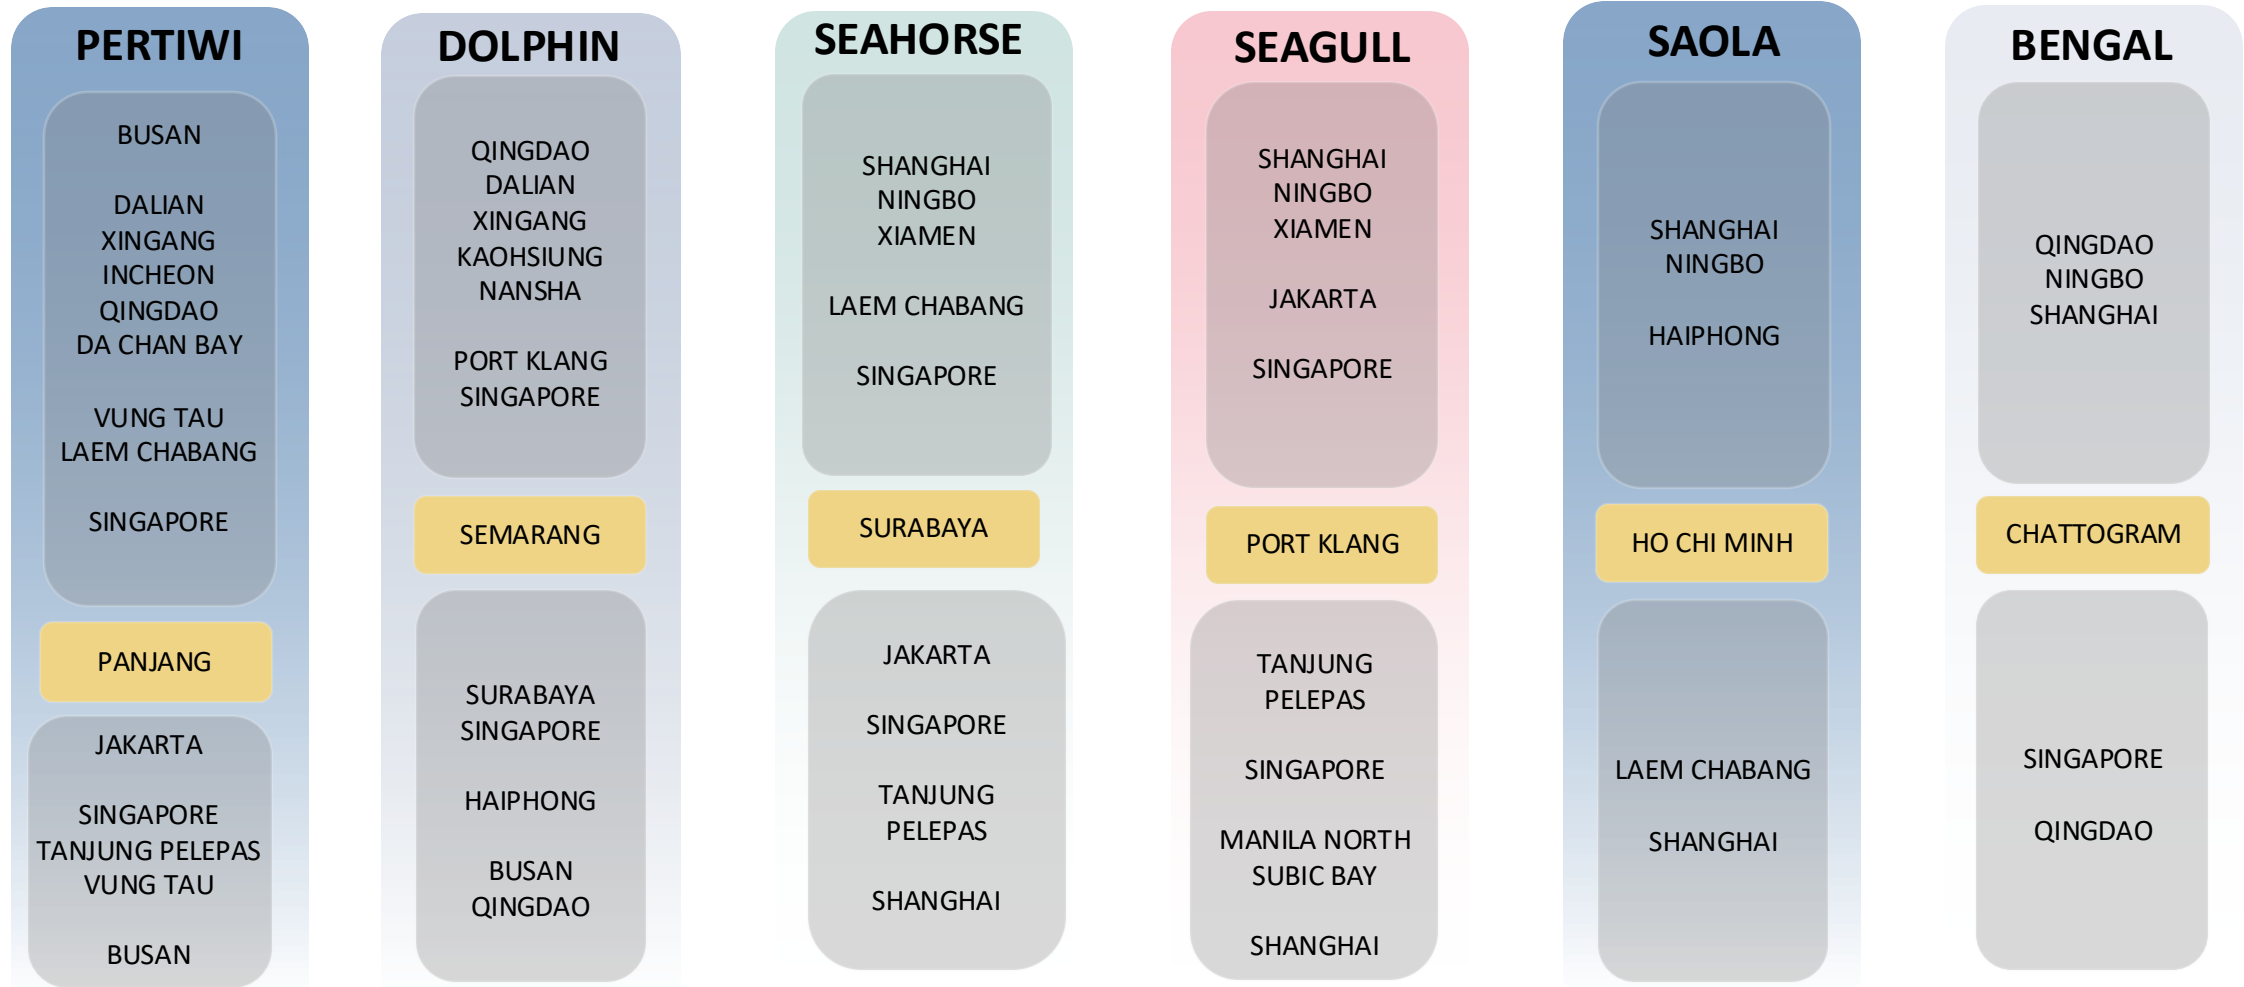 PERTIWI
BUSAN
DALIAN
XINGANG
INCHEON
QINGDAO
DA CHAN BAY
VUNG TAU
LAEM CHABANG
SINGAPORE
PANJANG
JAKARTA
SINGAPORE
TANJUNG PELEPAS
VUNG TAU
BUSAN
DOLPHIN
QINGDAO
DALIAN
XINGANG
KAOHSIUNG
NANSHA
PORT KLANG
SINGAPORE
SEMARANG
SURABAYA
SINGAPORE
HAIPHONG
BUSAN
QINGDAO
SEAHORSE
SHANGHAI
NINGBO
XIAMEN
LAEM CHABANG
SINGAPORE
SURABAYA
JAKARTA
SINGAPORE
TANJUNG
PELEPAS
SHANGHAI
SEAGULL
SHANGHAI
NINGBO
XIAMEN
JAKARTA
SINGAPORE
PORT KLANG
TANJUNG
PELEPAS
SINGAPORE
MANILA NORTH
SUBIC BAY
SHANGHAI
SAOLA
SHANGHAI
NINGBO
HAIPHONG
HO CHI MINH
LAEM CHABANG
SHANGHAI
BENGAL
QINGDAO
NINGBO
SHANGHAI
CHATTOGRAM
SINGAPORE
QINGDAO